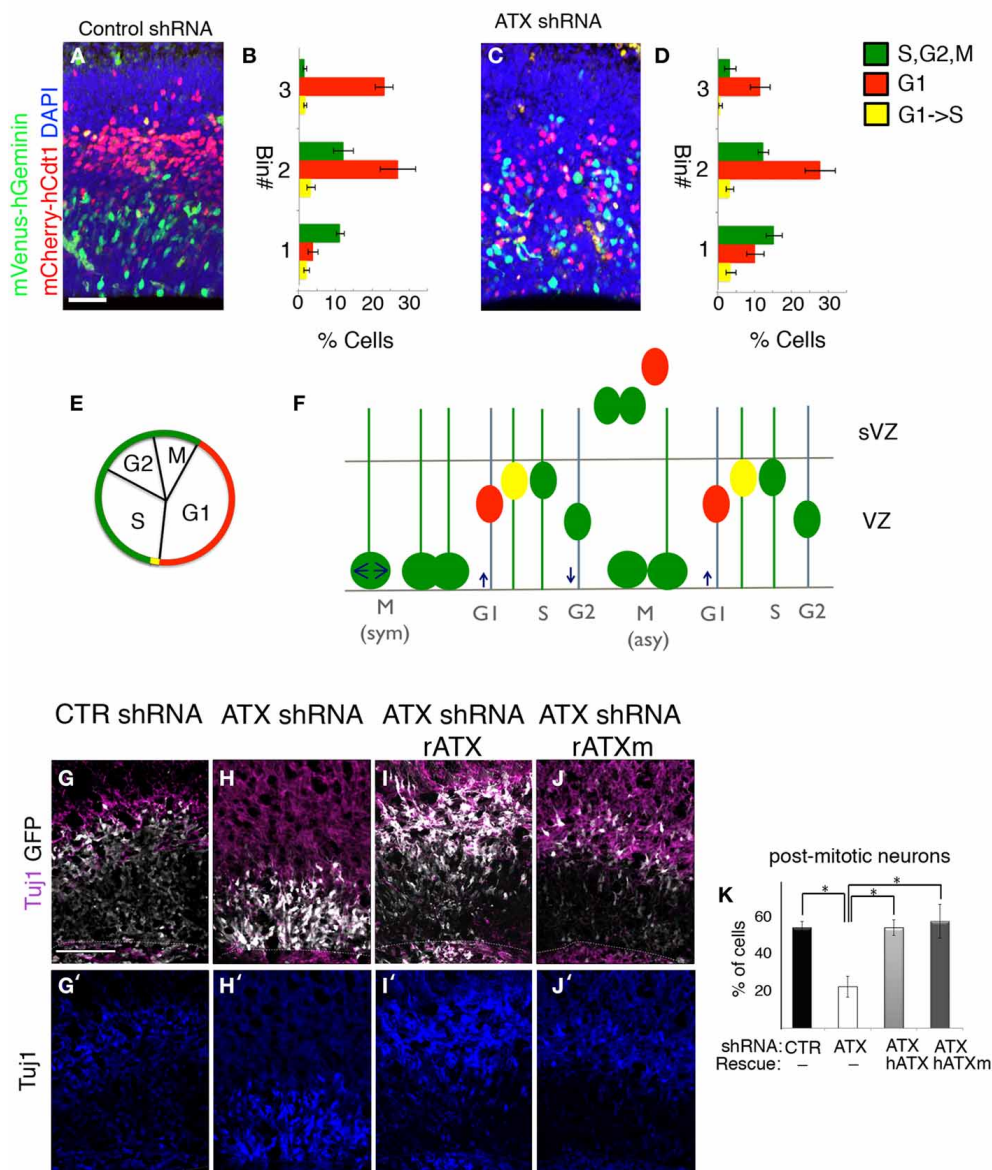 Control shRNA
ATX shRNA
A
B
C
D
S,G2,M
G1
G1->S
mVenus-hGeminin
mCherry-hCdt1 DAPI
3
2
1
Bin#
0 10 20 30
% Cells
3
2
1
Bin#
0 10 20 30
% Cells
E
G2
M
S
G1
F
sVZ
VZ
M
(sym)
G1
S
G2
M
(asy)
G1
S
G2
CTR shRNA
ATX shRNA
ATX shRNA
rATX
ATX shRNA
rATXm
Tuj1 GFP
G
H
I
J
Tuj1
G'
H'
I'
J'
post-mitotic neurons
K
* * *
% of cells
60
40
20
shRNA: CTR ATX ATX ATX
Rescue: – – hATX hATXm